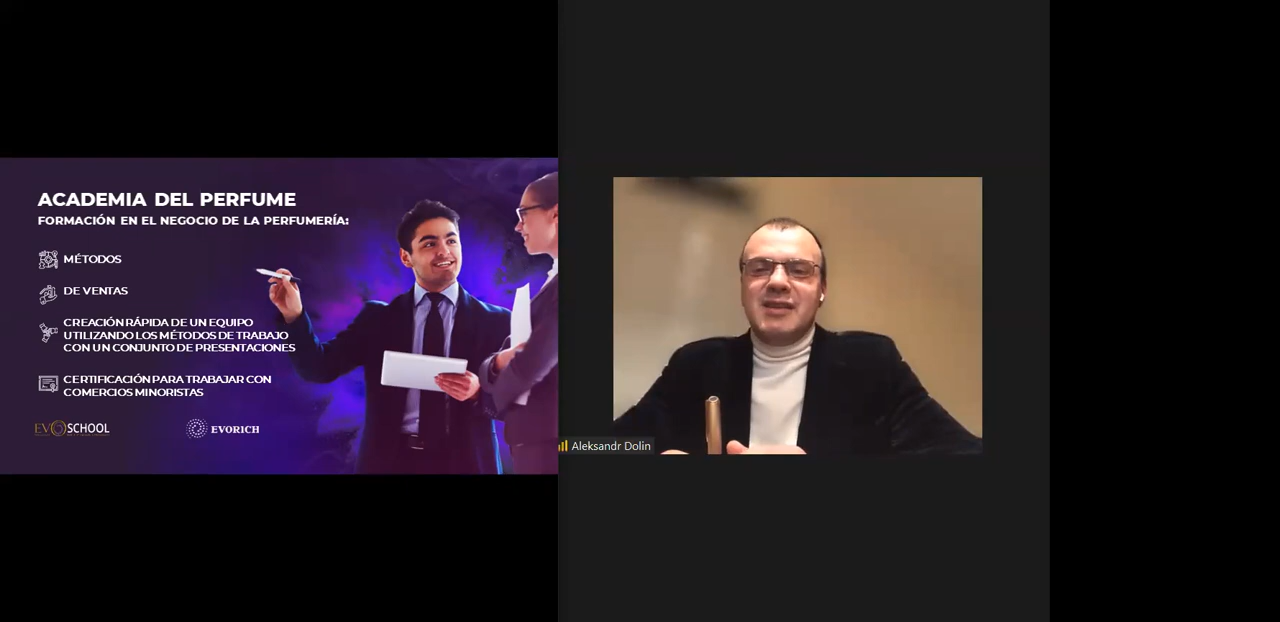 ACADEMIA DEL PERFUME
FORMACIÓN EN EL NEGOCIO DE LA PERFUMERÍA:
MÉTODOS
DE VENTAS
CREACIÓN RÁPIDA DE UN EQUIPO
UTILIZANDO LOS MÉTODOS DE TRABAJO
CON UN CONJUNTO DE PRESENTACIONES
CERTIFICACIÓN PARA TRABAJAR CON
COMERCIOS MINORISTAS
EVOSCHOOL
EVORICH
Aleksandr Dolin